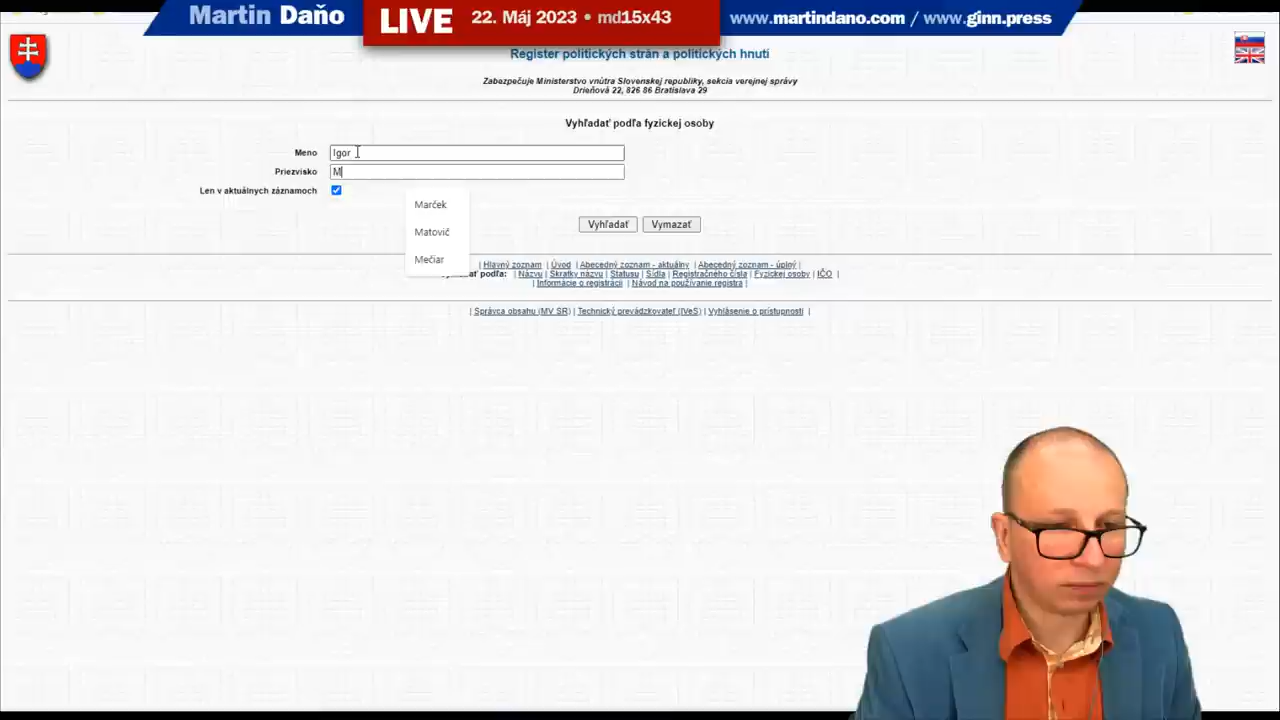 Martin Daňo
LIVE
22. Máj 2023 • md15x43
www.martindano.com / www.ginn.press
Register politických strán a politických hnutí
Zabezpečuje Ministerstvo vnútra Slovenskej republiky, sekcia verejnej správy
Drieňová 22, 826 86 Bratislava 29
Vyhľadať podľa fyzickej osoby
Meno Igor
Priezvisko M
Len v aktuálnych záznamoch
Marček
Matovič
Mečiar
Vyhľadať Vymazať
| Hlavný zoznam | Úvod | Abecedný zoznam - aktuálny | Abecedný zoznam - úplný |
podľa: | Názvu | Skratky názvu | Statusu | Sídla | Registračného čísla | Fyzickej osoby | IČO |
| Informácie o registrácii | Návod na používanie registra |
| Správca obsahu (MV SR) | Technický prevádzkovateľ (IVeS) | Vyhlásenie o prístupnosti |